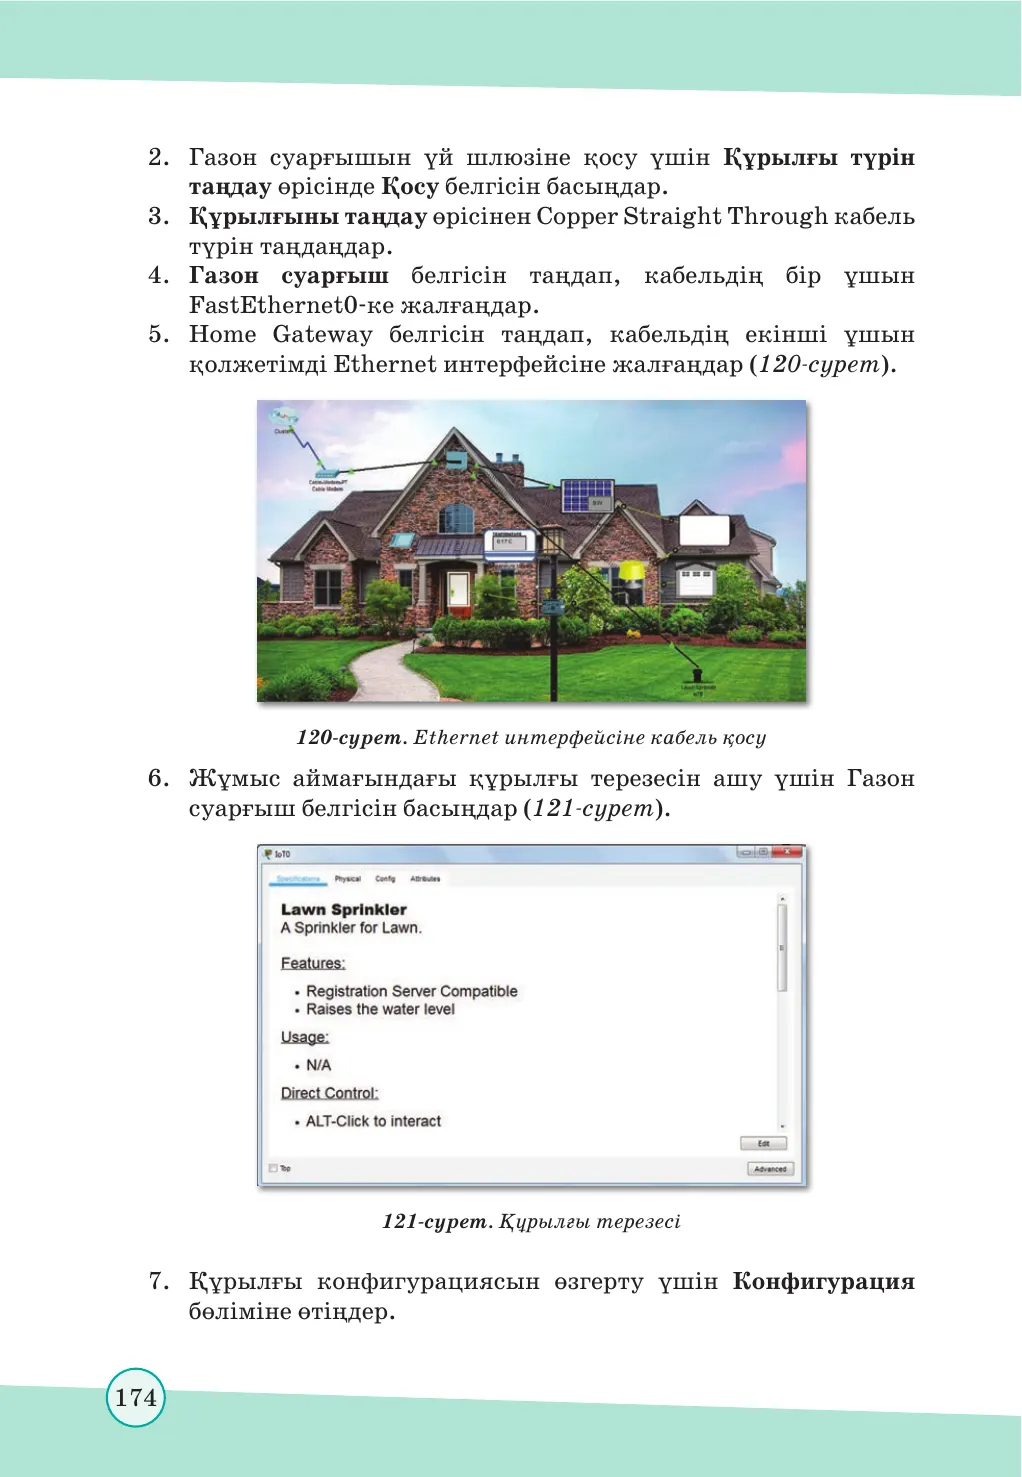 2. Газон суарғышын үй шлюзіне қосу үшін Құрылғы түрін
таңдау өрісінде Қосу белгісін басыңдар.
3. Құрылғыны таңдау өрісінен Copper Straight Through кабель
түрін таңдаңдар.
4. Газон суарғыш белгісін таңдап, кабельдің бір ұшын
FastEthernet0-ке жалғаңдар.
5. Home Gateway белгісін таңдап, кабельдің екінші ұшын
қолжетімді Ethernet интерфейсіне жалғаңдар (120-сурет).
Cable-Modem-PT
Cable Modem
120-сурет. Ethernet интерфейсіне кабель қосу
6. Жұмыс аймағындағы құрылғы терезесін ашу үшін Газон
суарғыш белгісін басыңдар (121-сурет).
IoT0
Specifications Physical Config Attributes
Lawn Sprinkler
A Sprinkler for Lawn.
Features:
• Registration Server Compatible
• Raises the water level
Usage:
• N/A
Direct Control:
• ALT-Click to interact
Edit
Top
Advanced
121-сурет. Құрылғы терезесі
7. Құрылғы конфигурациясын өзгерту үшін Конфигурация
бөліміне өтіңдер.
174